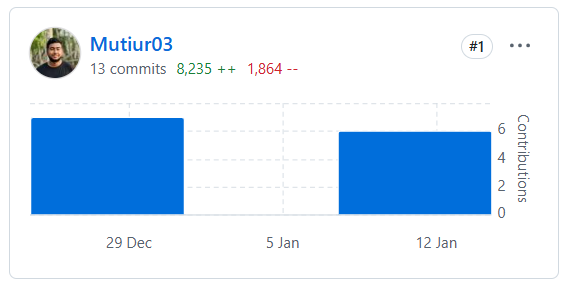 Mutiur03
#1
13 commits 8,235 ++ 1,864 --
6
4
2
0
Contributions
29 Dec 5 Jan 12 Jan